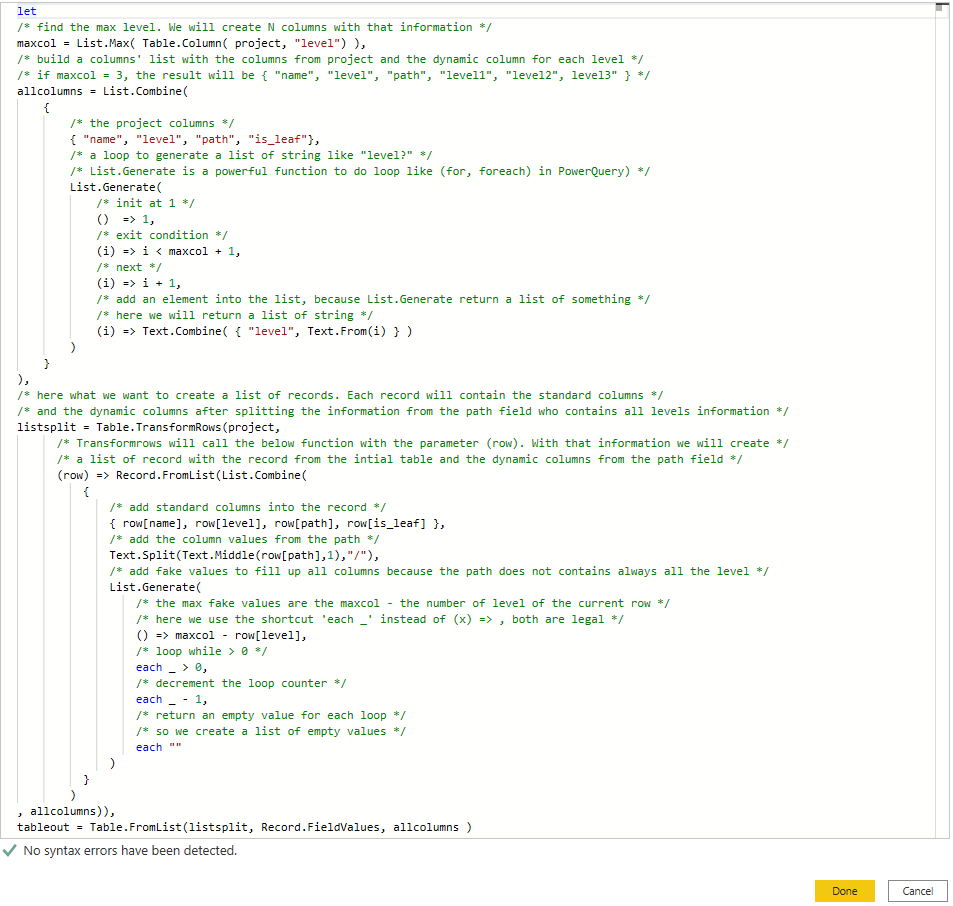 let
/* find the max level. We will create N columns with that information */
maxcol = List.Max( Table.Column( project, "level") ),
/* build a columns' list with the columns from project and the dynamic column for each level */
/* if maxcol = 3, the result will be { "name", "level", "path", "level1", "level2", level3" } */
allcolumns = List.Combine(
{
/* the project columns */
{ "name", "level", "path", "is_leaf"},
/* a loop to generate a list of string like "level?" */
/* List.Generate is a powerful function to do loop like (for, foreach) in PowerQuery) */
List.Generate(
/* init at 1 */
()  => 1,
/* exit condition */
(i) => i < maxcol + 1,
/* next */
(i) => i + 1,
/* add an element into the list, because List.Generate return a list of something */
/* here we will return a list of string */
(i) => Text.Combine( { "level", Text.From(i) } )
)
}
),
/* here what we want to create a list of records. Each record will contain the standard columns */
/* and the dynamic columns after splitting the information from the path field who contains all levels information */
listsplit = Table.TransformRows(project,
/* Transformrows will call the below function with the parameter (row). With that information we will create */
/* a list of record with the record from the intial table and the dynamic columns from the path field */
(row) => Record.FromList(List.Combine(
{
/* add standard columns into the record */
{ row[name], row[level], row[path], row[is_leaf] },
/* add the column values from the path */
Text.Split(Text.Middle(row[path],1),"/"),
/* add fake values to fill up all columns because the path does not contains always all the level */
List.Generate(
/* the max fake values are the maxcol - the number of level of the current row */
/* here we use the shortcut 'each _' instead of (x) => , both are legal */
() => maxcol - row[level],
/* loop while > 0 */
each _ > 0,
/* decrement the loop counter */
each _ - 1,
/* return an empty value for each loop */
/* so we create a list of empty values */
each ""
)
}
)
, allcolumns)),
tableout = Table.FromList(listsplit, Record.FieldValues, allcolumns )
No syntax errors have been detected.
Done Cancel